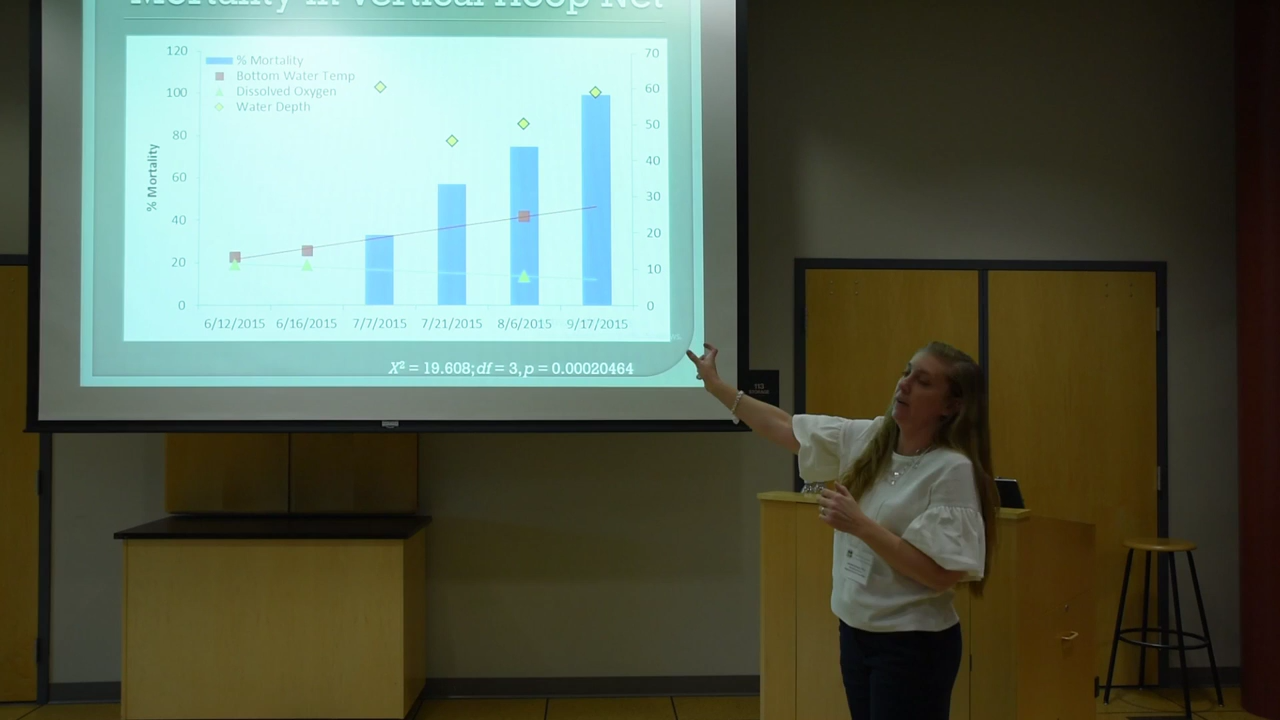 Mortality in Vertical Hoop Net
120
100
80
60
40
20
0
% Mortality
% Mortality
Bottom Water Temp
Dissolved Oxygen
Water Depth
70
60
50
40
30
20
10
0
6/12/2015 6/16/2015 7/7/2015 7/21/2015 8/6/2015 9/17/2015
X² = 19.608; df = 3, p = 0.00020464
113